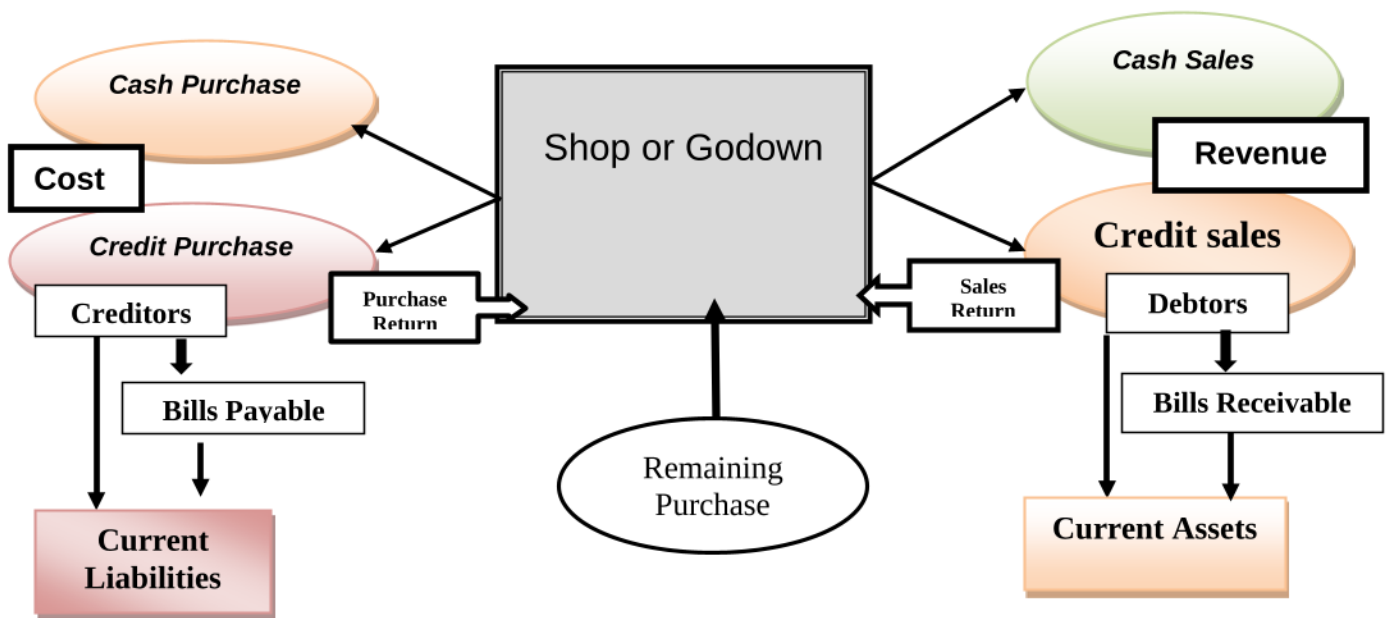 Cash Purchase
Cost
Credit Purchase
Creditors
Bills Payable
Current
Liabilities
Purchase
Return
Shop or Godown
Remaining
Purchase
Sales
Return
Cash Sales
Revenue
Credit sales
Debtors
Bills Receivable
Current Assets